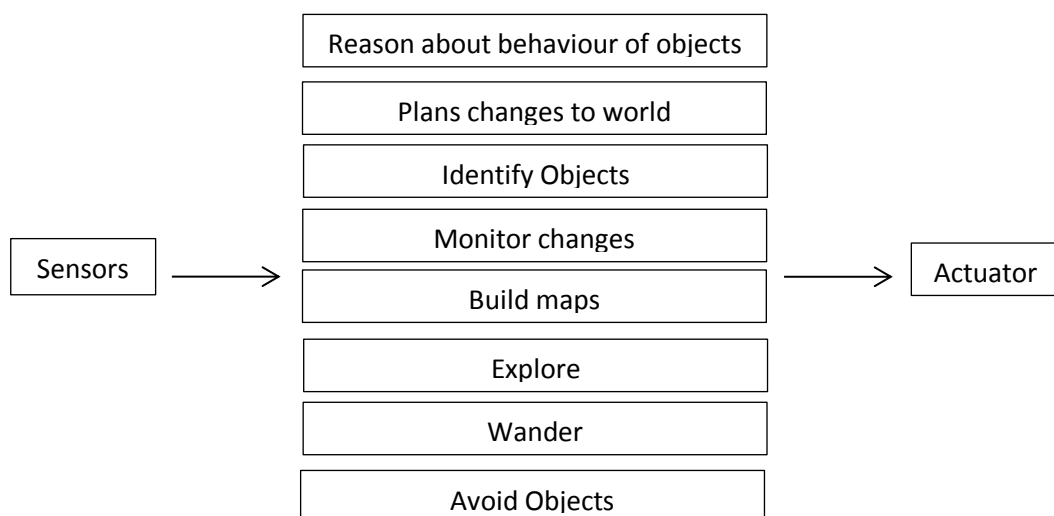 Reason about behaviour of objects
Plans changes to world
Identify Objects
Monitor changes
Sensors
Actuator
Build maps
Explore
Wander
Avoid Objects